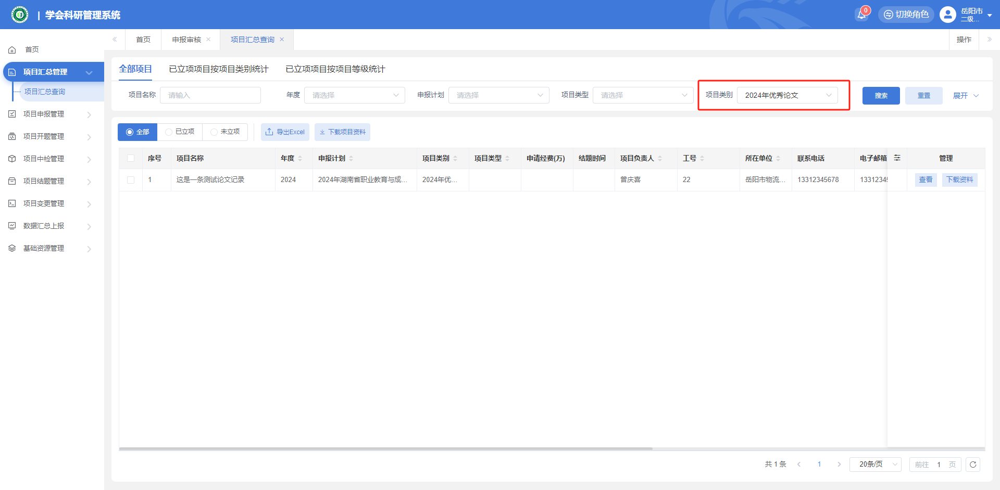 | 学会科研管理系统
0
切换角色
岳阳市
二级...
首页
项目汇总管理
项目汇总查询
项目申报管理
项目开题管理
项目中检管理
项目结题管理
项目变更管理
数据汇总上报
基础资源管理
首页 申报审核 项目汇总查询 操作
全部项目 已立项项目按项目类别统计 已立项项目按项目等级统计
项目名称 请输入 年度 请选择 申报计划 请选择 项目类型 请选择 项目类别 2024年优秀论文 搜索 重置 展开
全部 已立项 未立项 导出Excel 下载项目资料
序号 项目名称 年度 申报计划 项目类别 项目类型 申请经费(万) 结题时间 项目负责人 工号 所在单位 联系电话 电子邮箱 管理
1 这是一条测试论文记录 2024 2024年湖南省职业教育与成... 2024年优... 曾庆喜 22 岳阳市物流... 13312345678 1331234 查看 下载资料
共 1 条 1 20条/页 前往 1 页